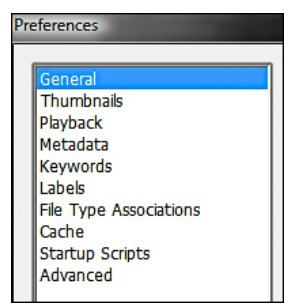 Preferences
General
Thumbnails
Playback
Metadata
Keywords
Labels
File Type Associations
Cache
Startup Scripts
Advanced